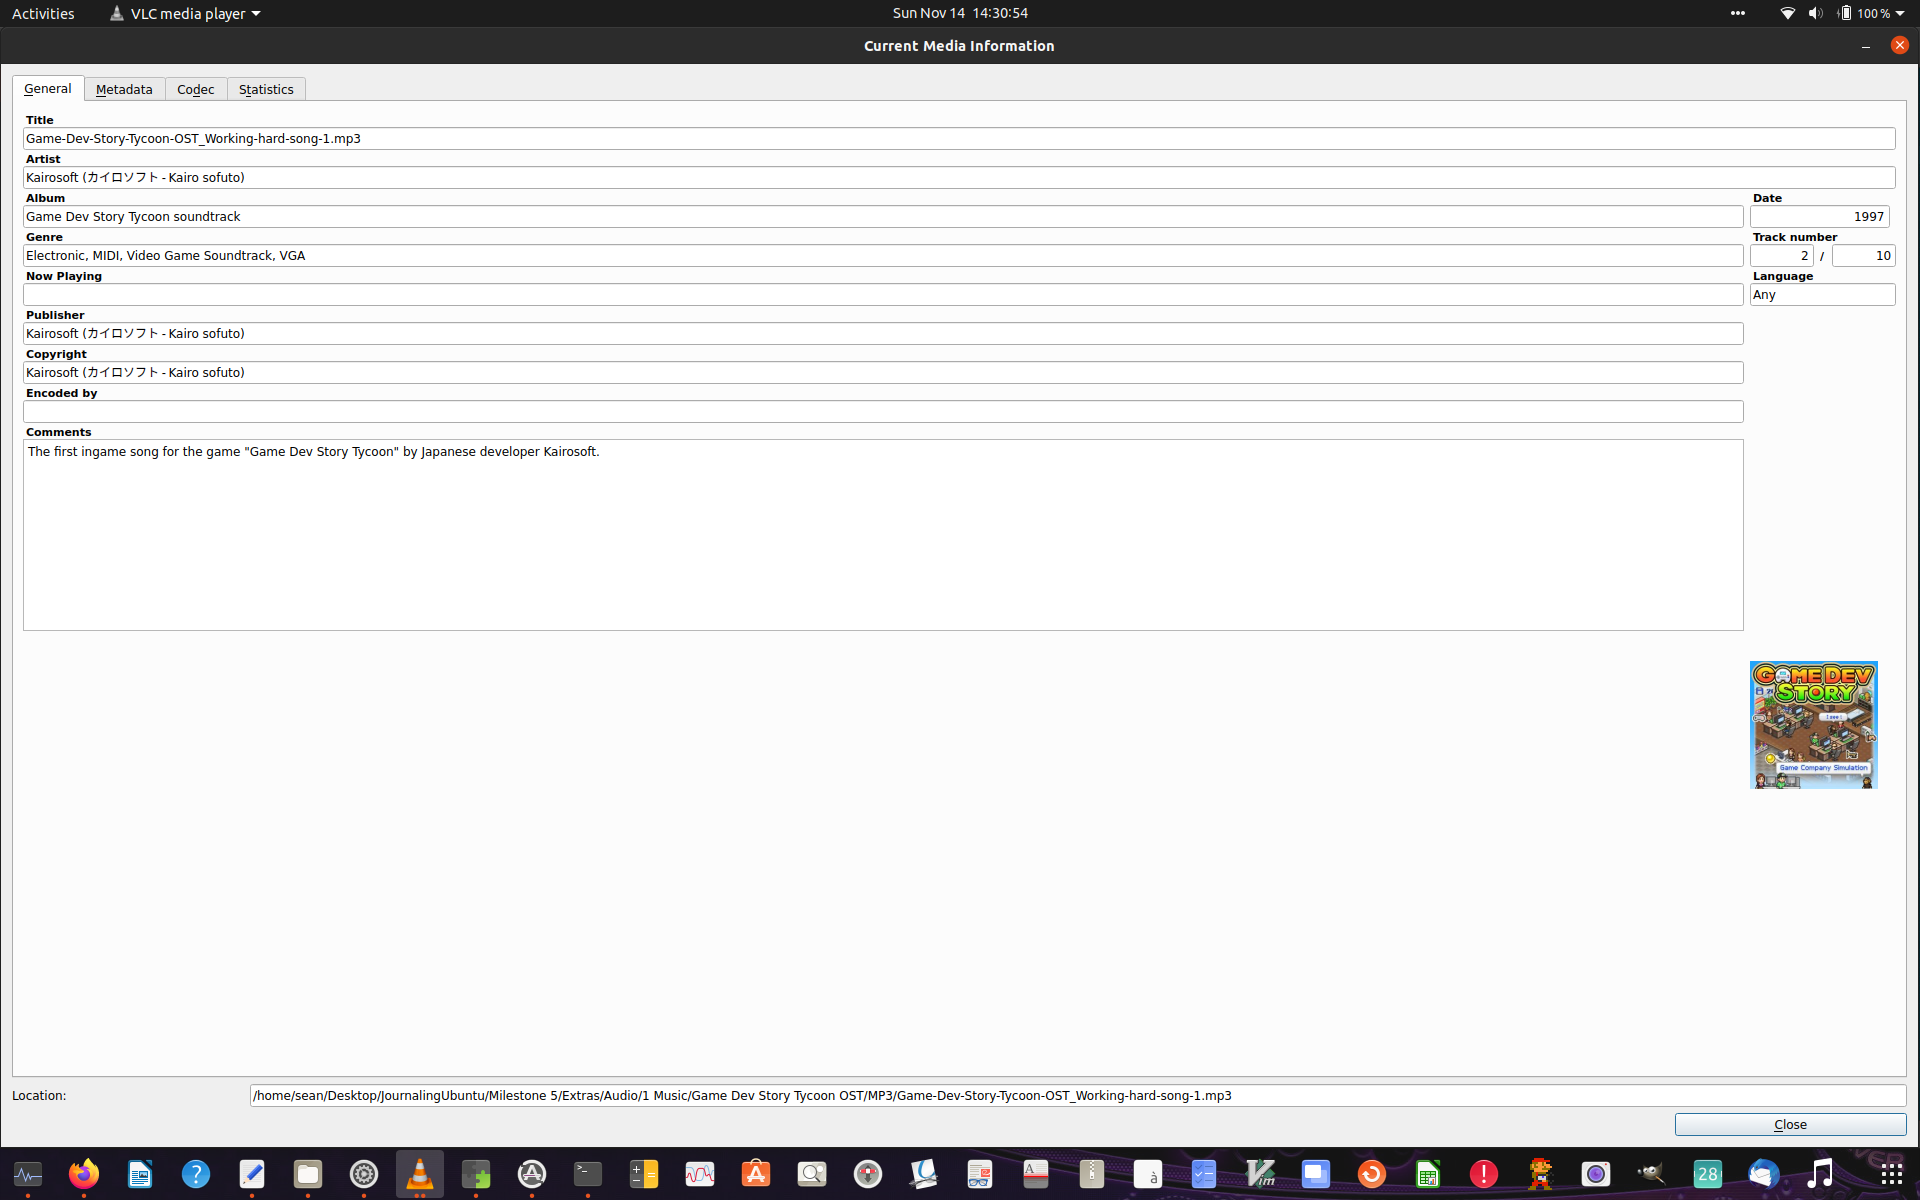 Activities
VLC media player
Sun Nov 14 14:30:54
100 %
Current Media Information
General
Metadata
Codec
Statistics
Title
Game-Dev-Story-Tycoon-OST_Working-hard-song-1.mp3
Artist
Kairosoft (カイロソフト - Kairo sofuto)
Album
Date
Game Dev Story Tycoon soundtrack
1997
Genre
Track number
Electronic, MIDI, Video Game Soundtrack, VGA
2 / 10
Now Playing
Language
Any
Publisher
Kairosoft (カイロソフト - Kairo sofuto)
Copyright
Kairosoft (カイロソフト - Kairo sofuto)
Encoded by
Comments
The first ingame song for the game "Game Dev Story Tycoon" by Japanese developer Kairosoft.
GAME DEV
STORY
Game Company Simulation
Location:
/home/sean/Desktop/JournalingUbuntu/Milestone 5/Extras/Audio/1 Music/Game Dev Story Tycoon OST/MP3/Game-Dev-Story-Tycoon-OST_Working-hard-song-1.mp3
Close
28